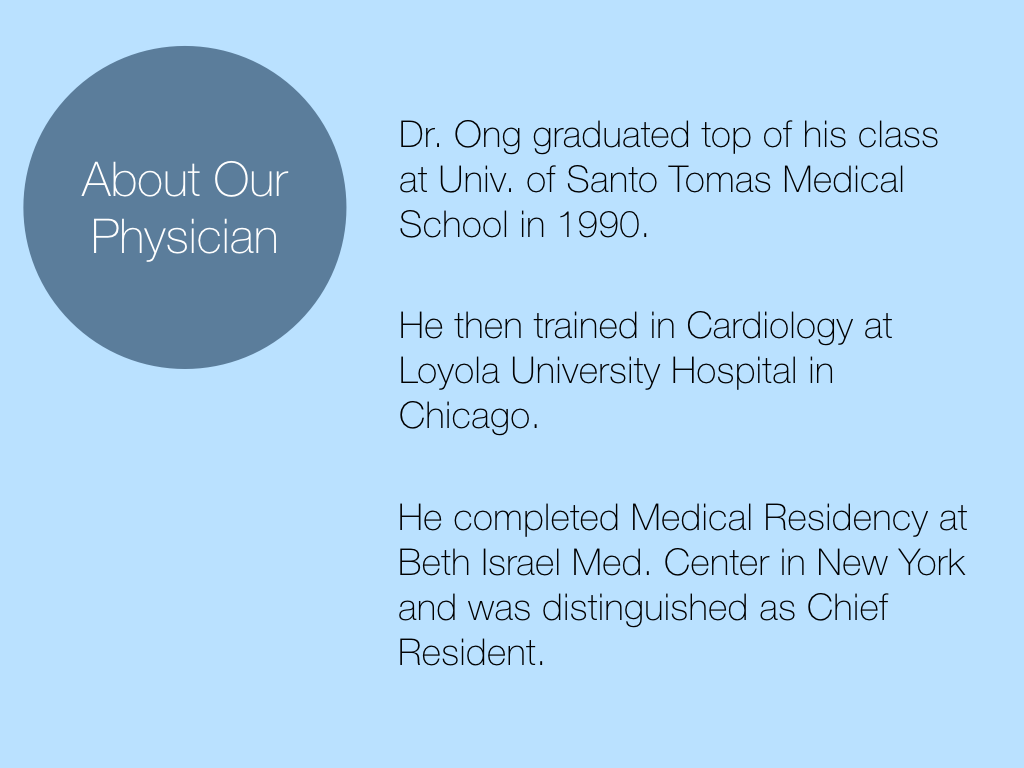 About Our
Physician
Dr. Ong graduated top of his class
at Univ. of Santo Tomas Medical
School in 1990.
He then trained in Cardiology at
Loyola University Hospital in
Chicago.
He completed Medical Residency at
Beth Israel Med. Center in New York
and was distinguished as Chief
Resident.